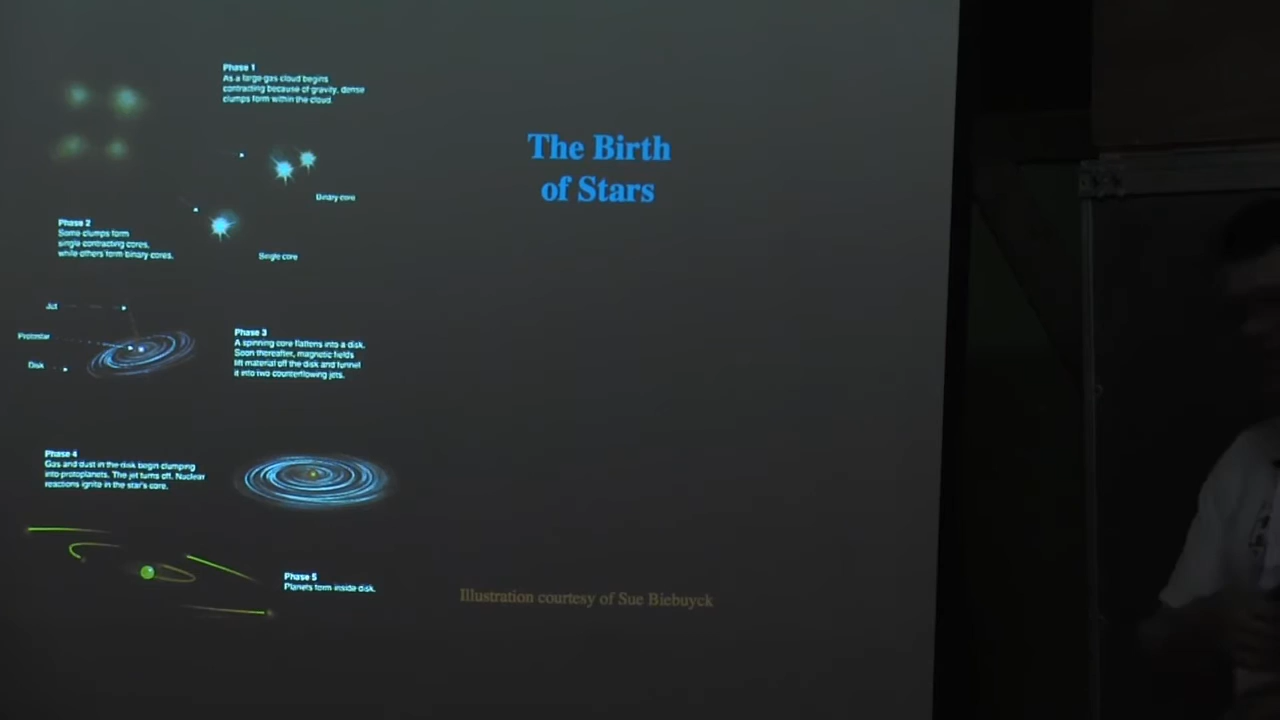 Phase 1
As a large gas cloud begins
contracting because of gravity, dense
clumps form within the cloud.
The Birth
of Stars
Binary core
Phase 2
Some clumps form
single contracting cores,
while others form binary cores.
Single core
Jet
Protostar
Disk
Phase 3
A spinning core flattens into a disk.
Soon thereafter, magnetic fields
lift material off the disk and funnel
it into two counterflowing jets.
Phase 4
Gas and dust in the disk begin clumping
into protoplanets. The jet turns off. Nuclear
reactions ignite in the star's core.
Phase 5
Planets form inside disk.
Illustration courtesy of Sue Biebuyck